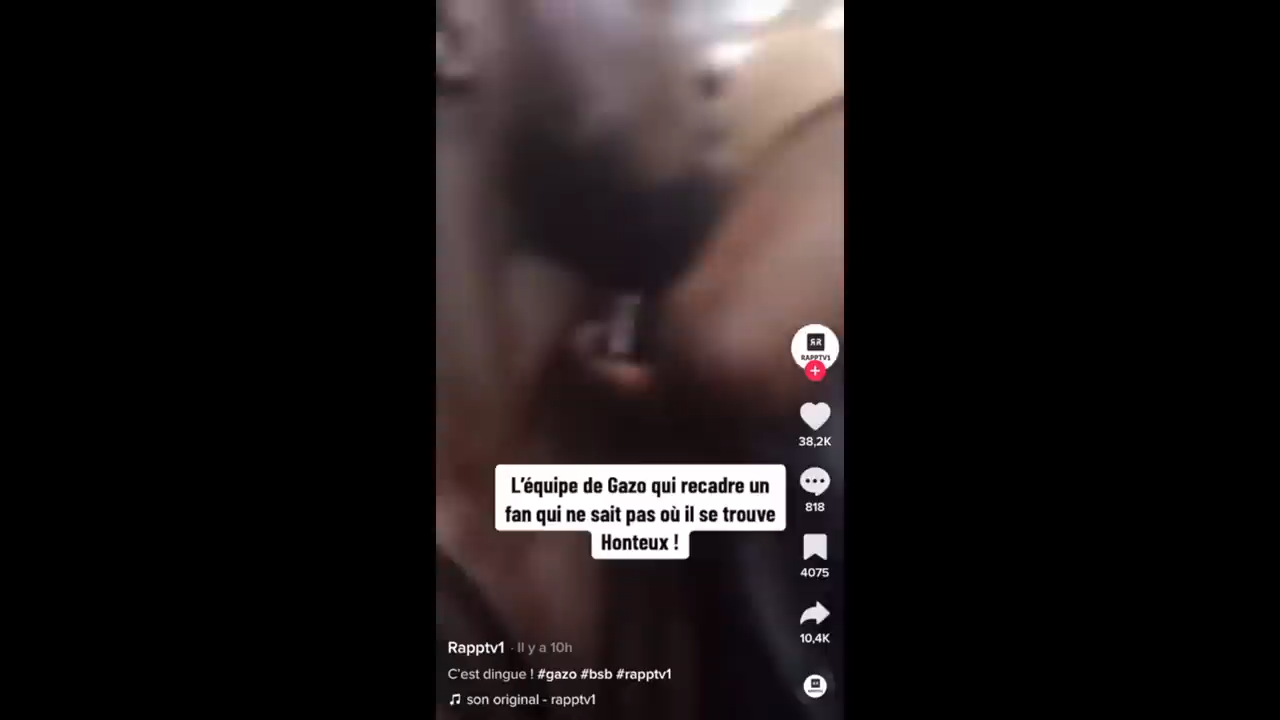 RAPPTV1
38,2K
L'équipe de Gazo qui recadre un
fan qui ne sait pas où il se trouve
Honteux !
818
4075
10,4K
Rapptv1 · Il y a 10h
C'est dingue ! #gazo #bsb #rapptv1
son original - rapptv1